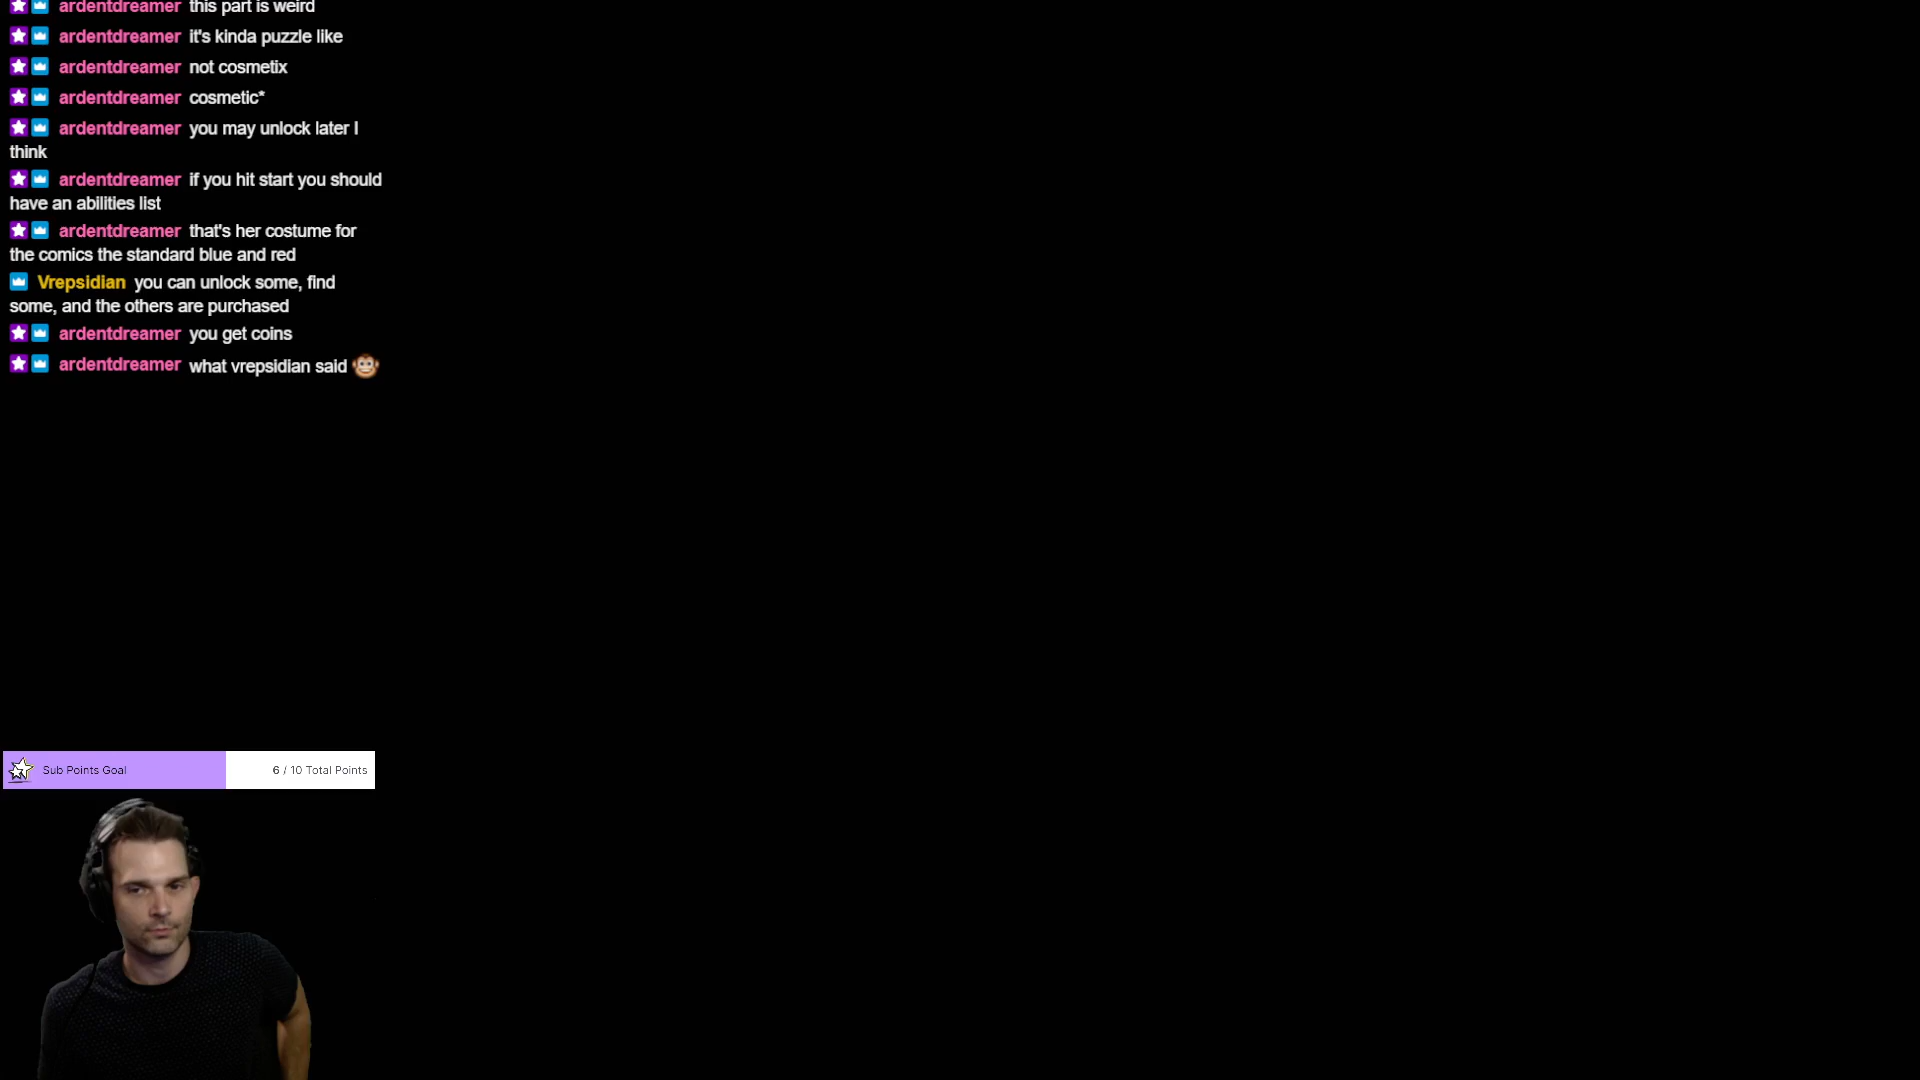 ardentdreamer this part is weird
ardentdreamer it's kinda puzzle like
ardentdreamer not cosmetix
ardentdreamer cosmetic*
ardentdreamer you may unlock later I
think
ardentdreamer if you hit start you should
have an abilities list
ardentdreamer that's her costume for
the comics the standard blue and red
Vrepsidian you can unlock some, find
some, and the others are purchased
ardentdreamer you get coins
ardentdreamer what vrepsidian said
Sub Points Goal 6 / 10 Total Points